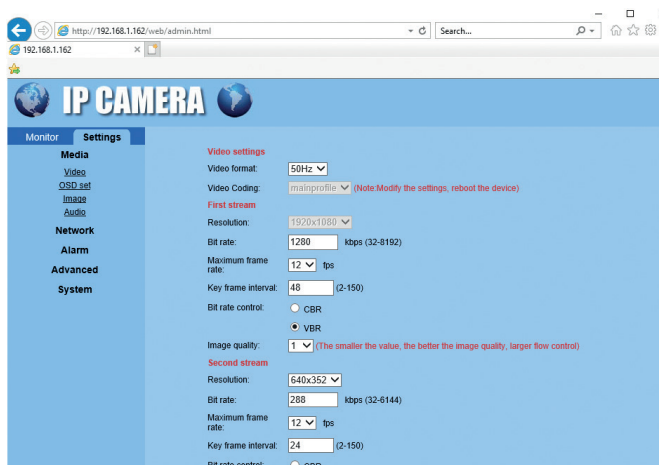 http://192.168.1.162/web/admin.html
Search...
192.168.1.162
IP CAMERA
Monitor Settings
Media
Video
OSD set
Image
Audio
Network
Alarm
Advanced
System
Video settings
Video format: 50Hz
Video Coding: mainprofile (Note:Modify the settings, reboot the device)
First stream
Resolution: 1920x1080
Bit rate: 1280 kbps (32-8192)
Maximum frame
rate: 12 fps
Key frame interval: 48 (2-150)
Bit rate control: CBR
VBR
Image quality: 1 (The smaller the value, the better the image quality, larger flow control)
Second stream
Resolution: 640x352
Bit rate: 288 kbps (32-6144)
Maximum frame
rate: 12 fps
Key frame interval: 24 (2-150)
Bit rate control: CBR